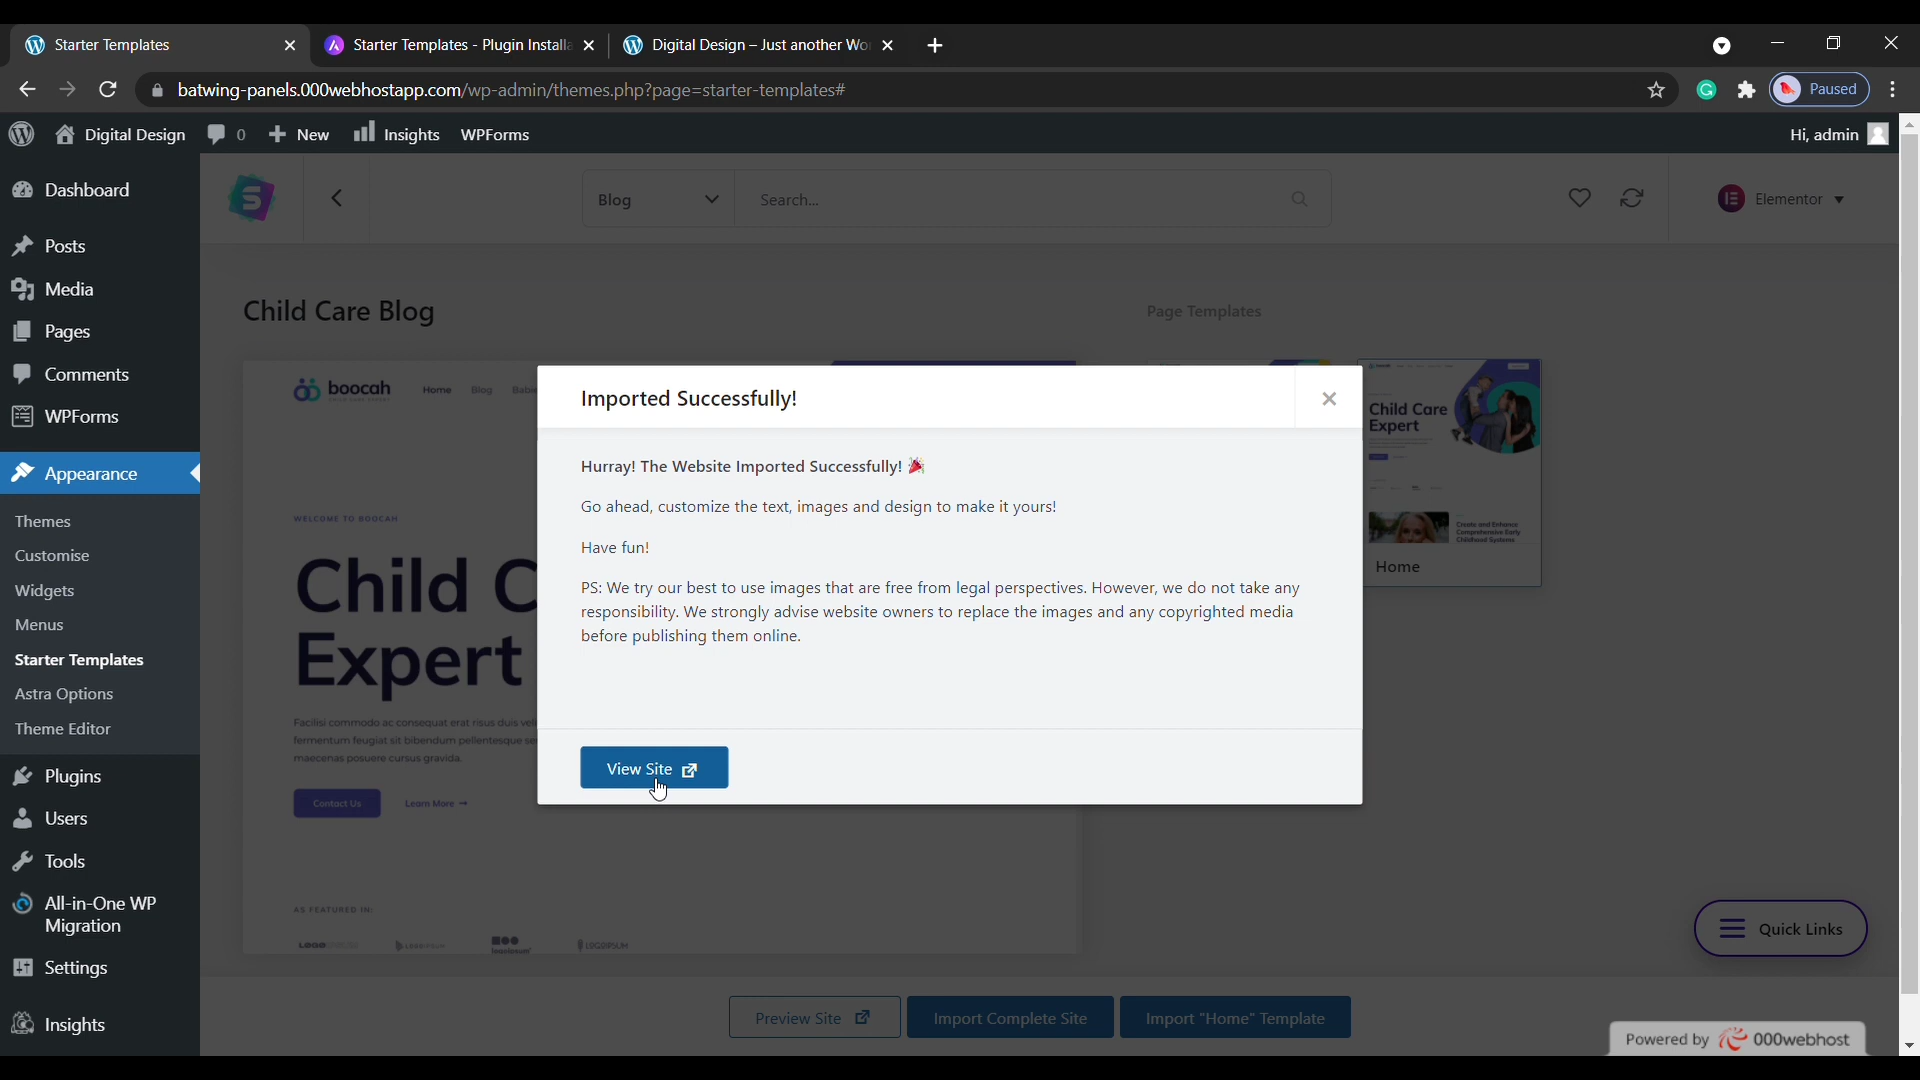 Starter Templates
Starter Templates - Plugin Installa
Digital Design – Just another Wo
batwing-panels.000webhostapp.com/wp-admin/themes.php?page=starter-templates#
Paused
Digital Design
0
New
Insights
WPForms
Hi, admin
Dashboard
Posts
Media
Pages
Comments
WPForms
Appearance
Themes
Customise
Widgets
Menus
Starter Templates
Astra Options
Theme Editor
Plugins
Users
Tools
All-in-One WP
Migration
Settings
Insights
Blog
Search...
Elementor
Child Care Blog
Page Templates
boocah
Home
Blog
WELCOME TO BOOCAH
Child C
Expert
Facilisi commodo ac consequat erat risus duis vel
fermentum feugiat sit bibendum pellentesque se
maecenas posuere cursus gravida.
Contact Us
Learn More →
AS FEATURED IN:
Imported Successfully!
Hurray! The Website Imported Successfully! 🎉
Go ahead, customize the text, images and design to make it yours!
Have fun!
PS: We try our best to use images that are free from legal perspectives. However, we do not take any
responsibility. We strongly advise website owners to replace the images and any copyrighted media
before publishing them online.
View Site
Child Care
Expert
Create and Enhance
Comprehensive Early
Childhood Systems
Home
Quick Links
Preview Site
Import Complete Site
Import "Home" Template
Powered by 000webhost